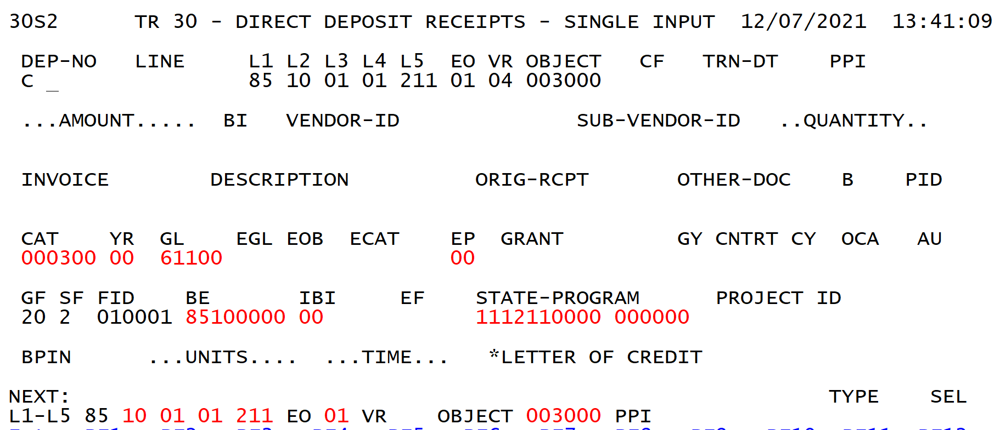 30S2 TR 30 - DIRECT DEPOSIT RECEIPTS - SINGLE INPUT 12/07/2021 13:41:09
DEP-NO LINE L1 L2 L3 L4 L5 EO VR OBJECT CF TRN-DT PPI
C _ 85 10 01 01 211 01 04 003000
...AMOUNT..... BI VENDOR-ID SUB-VENDOR-ID ..QUANTITY..
INVOICE DESCRIPTION ORIG-RCPT OTHER-DOC B PID
CAT YR GL EGL EOB ECAT EP GRANT GY CNTRT CY OCA AU
000300 00 61100 00
GF SF FID BE IBI EF STATE-PROGRAM PROJECT ID
20 2 010001 85100000 00 1112110000 000000
BPIN ...UNITS.... ...TIME... *LETTER OF CREDIT
NEXT: TYPE SEL
L1-L5 85 10 01 01 211 EO 01 VR OBJECT 003000 PPI